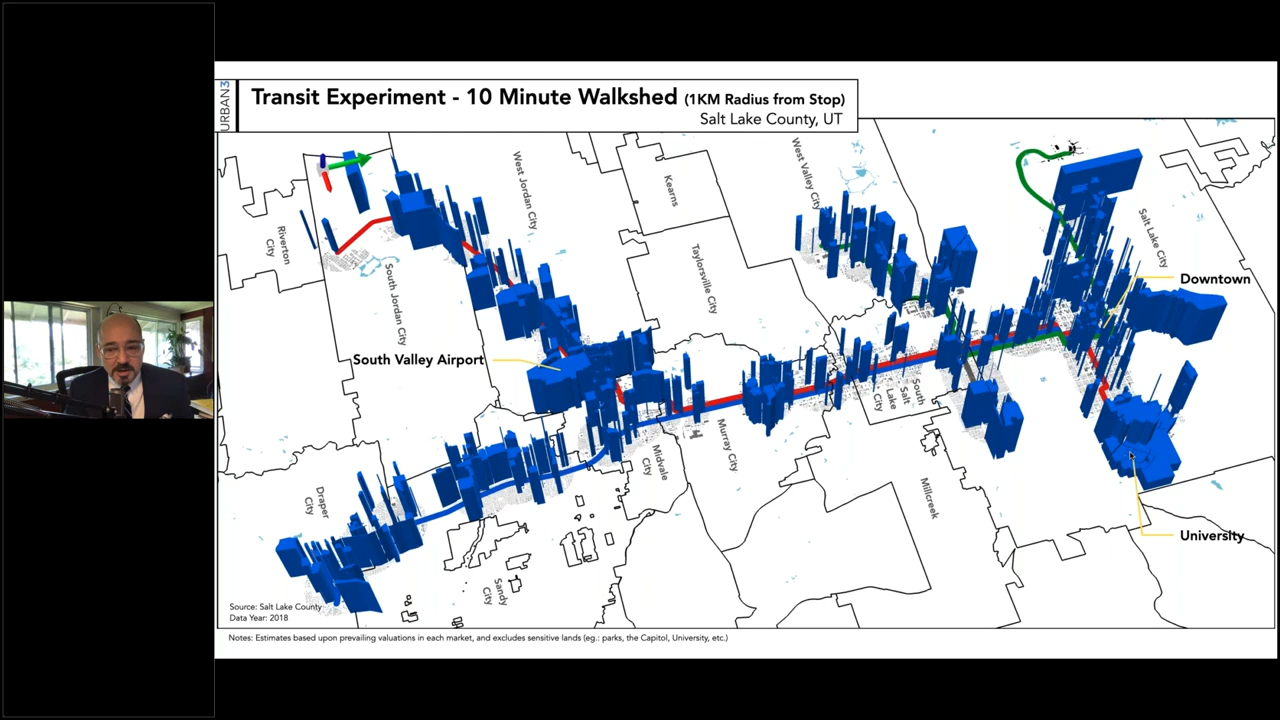 URBAN3
Transit Experiment - 10 Minute Walkshed (1KM Radius from Stop)
Salt Lake County, UT
Riverton
City
South Jordan City
West Jordan City
Kearns
Taylorsville City
West Valley City
Salt Lake City
Downtown
South Valley Airport
South
Salt
Lake
City
Murray City
Midvale
City
Millcreek
Draper
City
Sandy
City
University
Source: Salt Lake County
Data Year: 2018
Notes: Estimates based upon prevailing valuations in each market, and excludes sensitive lands (eg.: parks, the Capitol, University, etc.)